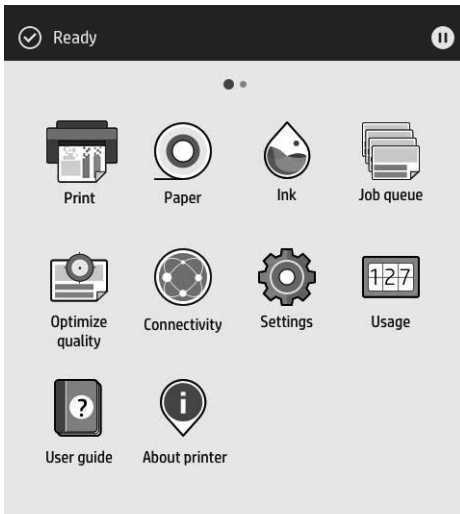 Ready
Print
Paper
Ink
Job queue
Optimize
quality
Connectivity
Settings
127
Usage
?
User guide
i
About printer